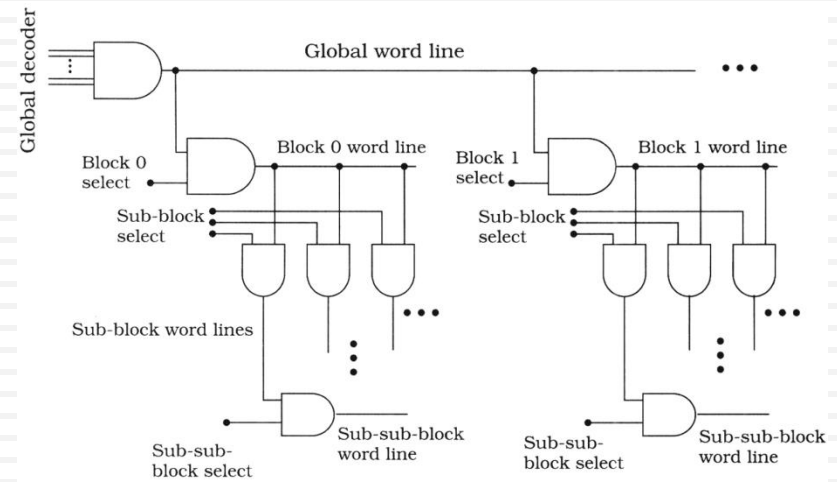 Global decoder
Global word line
Block 0
select
Block 0 word line
Block 1
select
Block 1 word line
Sub-block
select
Sub-block
select
Sub-block word lines
Sub-sub-
block select
Sub-sub-block
word line
Sub-sub-
block select
Sub-sub-block
word line